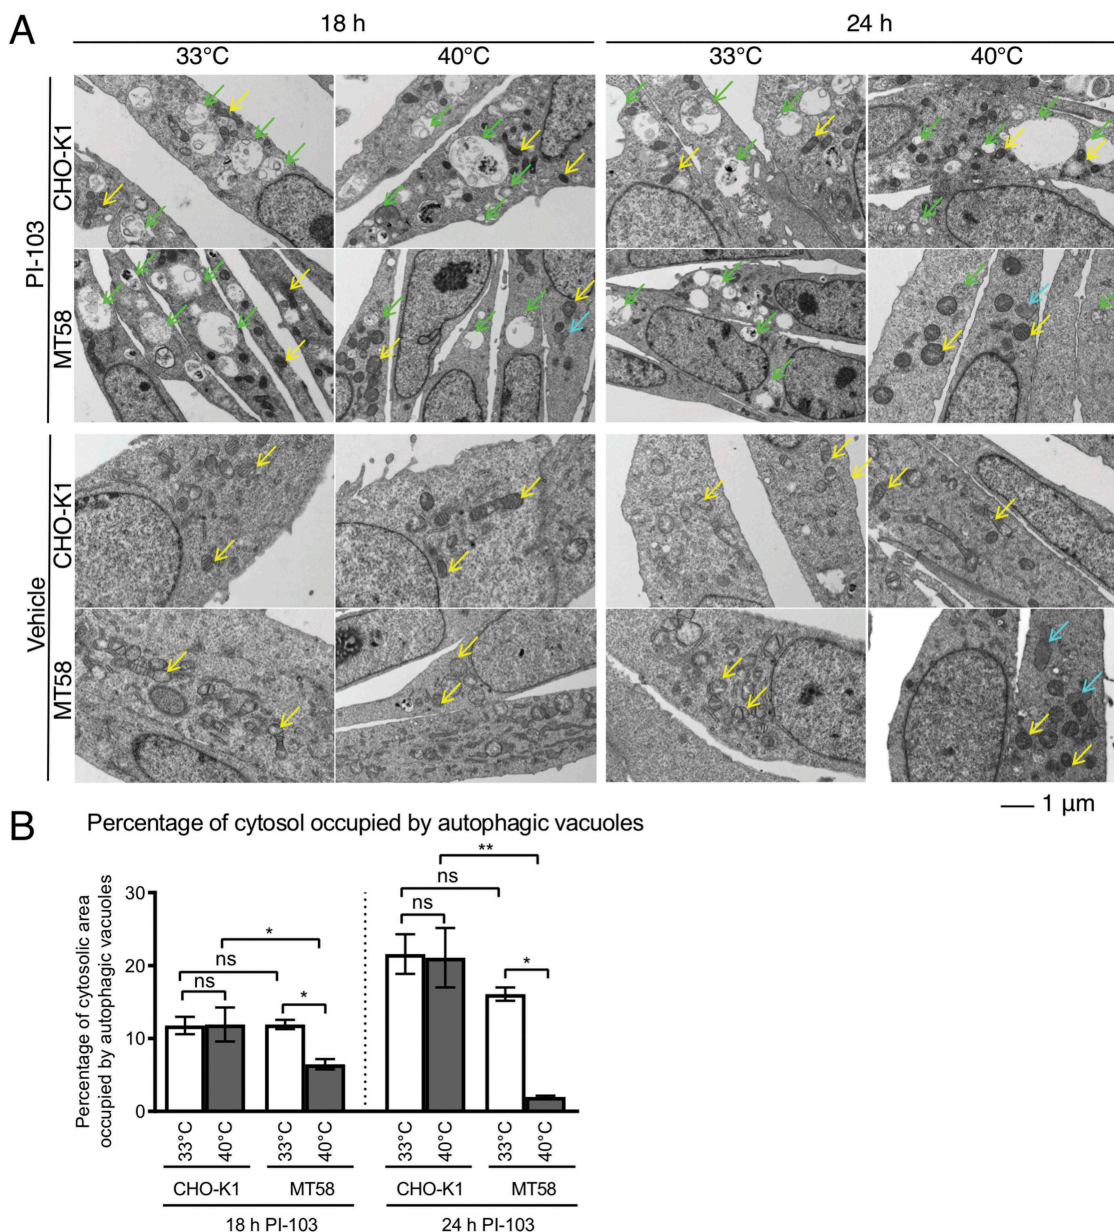 A
18 h
24 h
33°C
40°C
33°C
40°C
PI-103
CHO-K1
MT58
Vehicle
CHO-K1
MT58
1 µm
B
Percentage of cytosol occupied by autophagic vacuoles
Percentage of cytosolic area
occupied by autophagic vacuoles
30
20
10
0
**
ns
ns
*
*
ns
ns
*
33°C
40°C
33°C
40°C
33°C
40°C
33°C
40°C
CHO-K1
MT58
CHO-K1
MT58
18 h PI-103
24 h PI-103